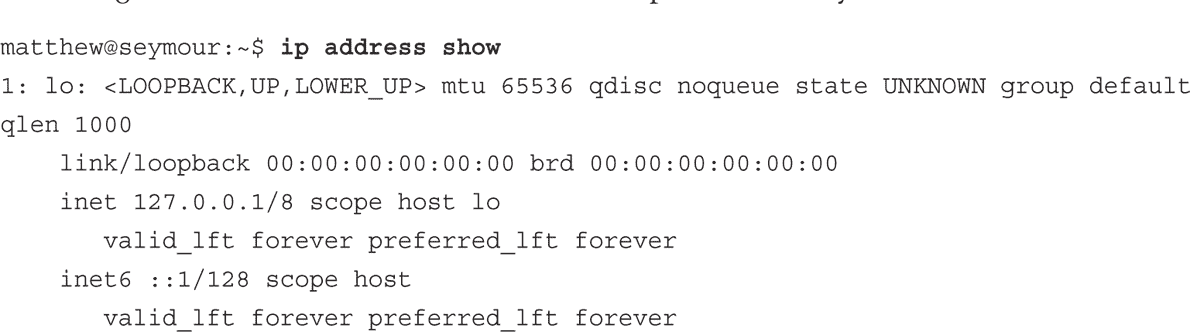 matthew@seymour:~$ ip address show
1: lo: <LOOPBACK,UP,LOWER_UP> mtu 65536 qdisc noqueue state UNKNOWN group default
qlen 1000
    link/loopback 00:00:00:00:00:00 brd 00:00:00:00:00:00
    inet 127.0.0.1/8 scope host lo
       valid_lft forever preferred_lft forever
    inet6 ::1/128 scope host
       valid_lft forever preferred_lft forever